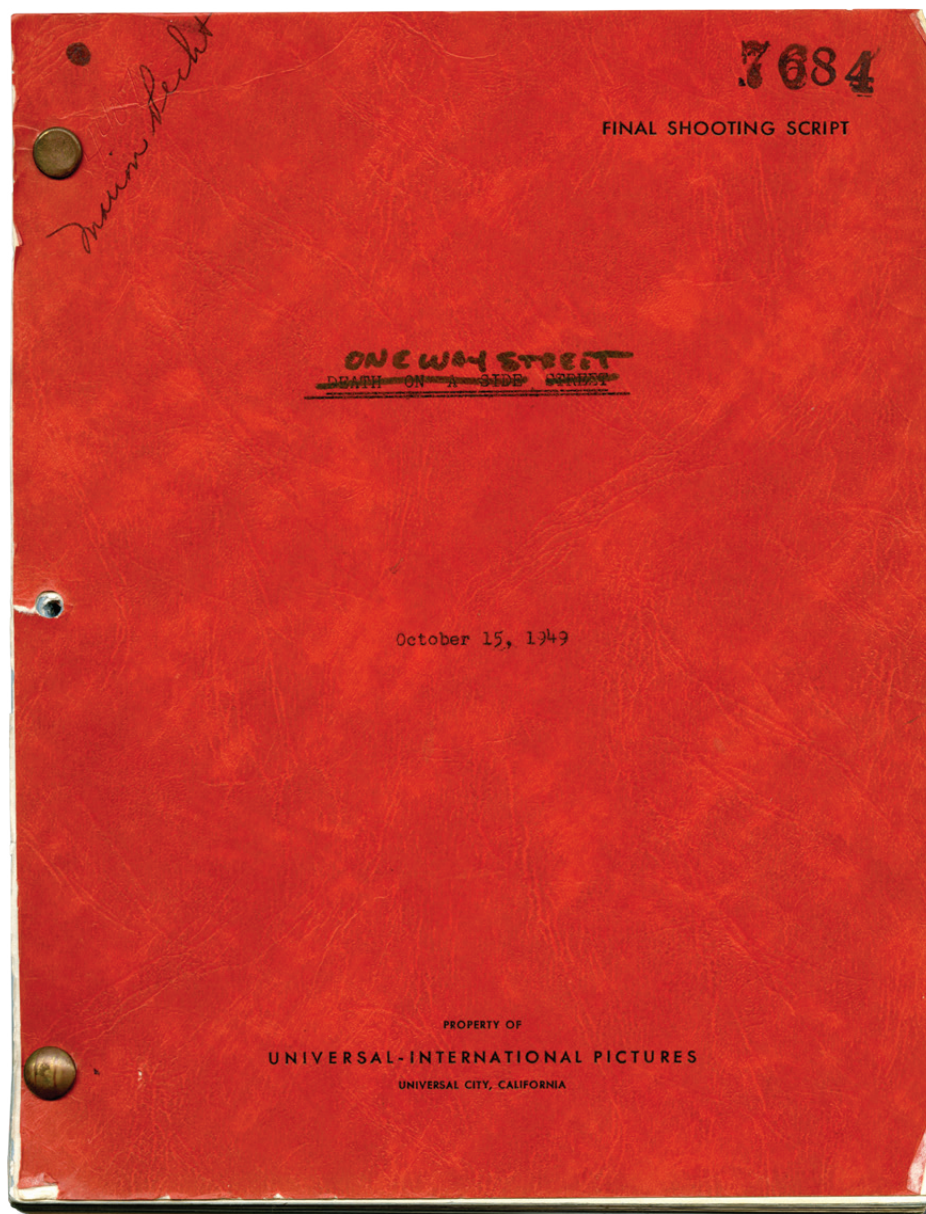 7684
FINAL SHOOTING SCRIPT
Marion
ONE WAY STREET
DEATH ON A SIDE STREET
October 15, 1949
PROPERTY OF
UNIVERSAL-INTERNATIONAL PICTURES
UNIVERSAL CITY, CALIFORNIA